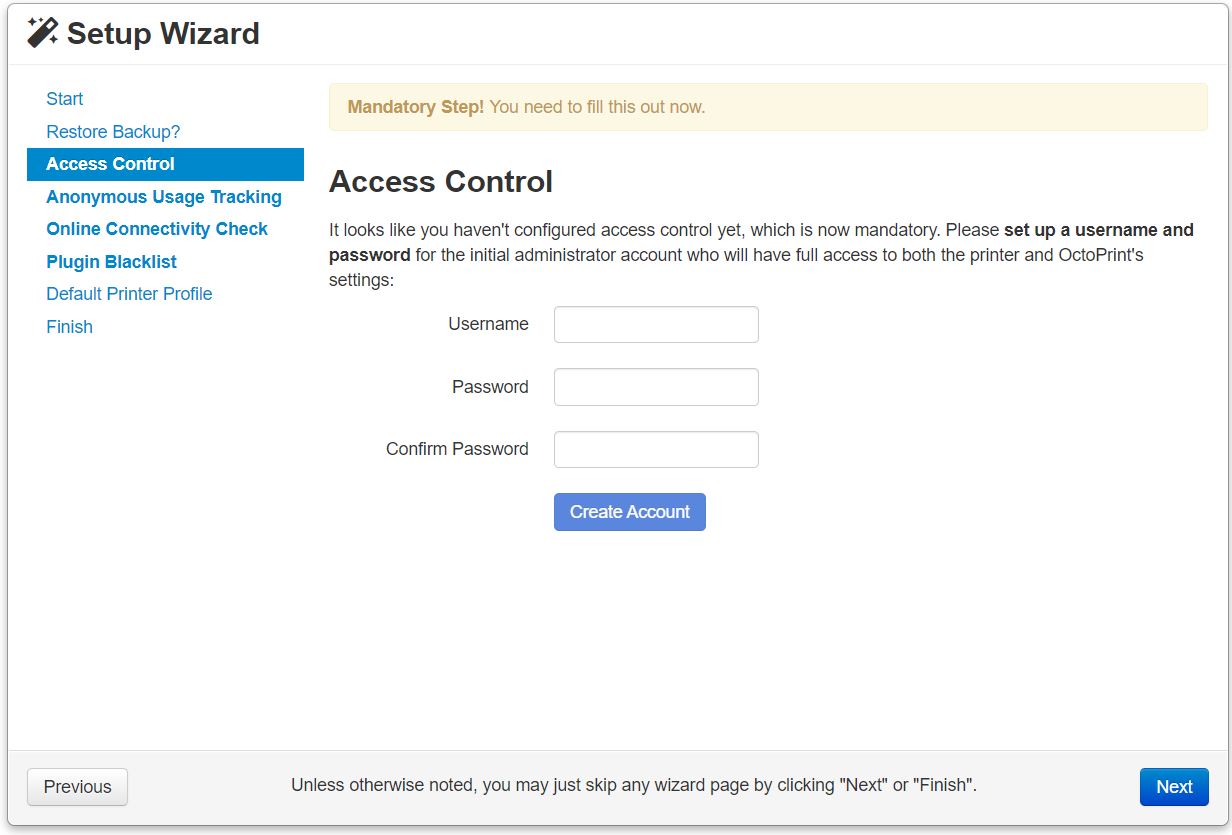 Setup Wizard
Start
Restore Backup?
Access Control
Anonymous Usage Tracking
Online Connectivity Check
Plugin Blacklist
Default Printer Profile
Finish
Mandatory Step! You need to fill this out now.
Access Control
It looks like you haven't configured access control yet, which is now mandatory. Please set up a username and
password for the initial administrator account who will have full access to both the printer and OctoPrint's
settings:
Username
Password
Confirm Password
Create Account
Previous
Unless otherwise noted, you may just skip any wizard page by clicking "Next" or "Finish".
Next